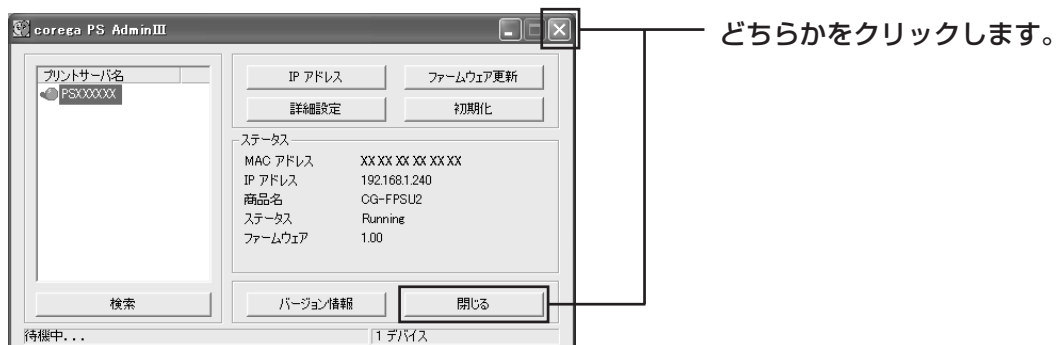 corega PS AdminIII
どちらかをクリックします。
プリントサーバ名
PSXXXXXX
IP アドレス
ファームウェア更新
詳細設定
初期化
ステータス
MAC アドレス XX XX XX XX XX XX
IP アドレス 192.168.1.240
商品名 CG-FPSU2
ステータス Running
ファームウェア 1.00
検索
バージョン情報
閉じる
待機中...
1 デバイス